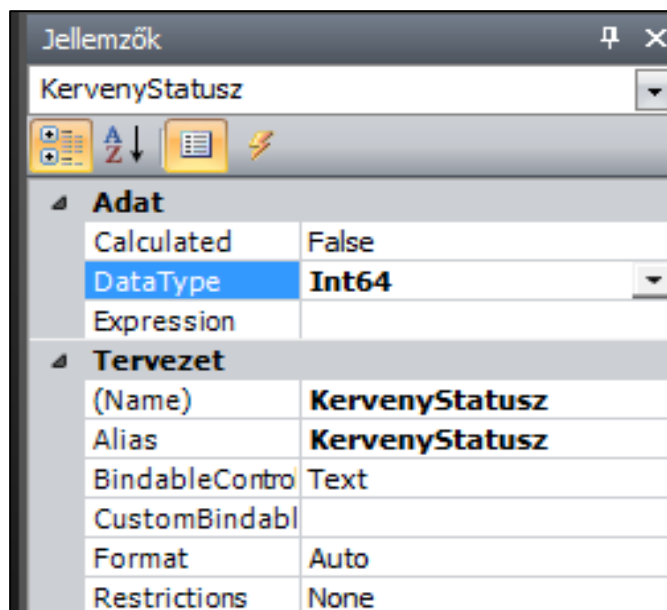 Jellemzők
KervenyStatusz
Adat
Calculated False
DataType Int64
Expression
Tervezet
(Name) KervenyStatusz
Alias KervenyStatusz
BindableControl Text
CustomBindabl
Format Auto
Restrictions None